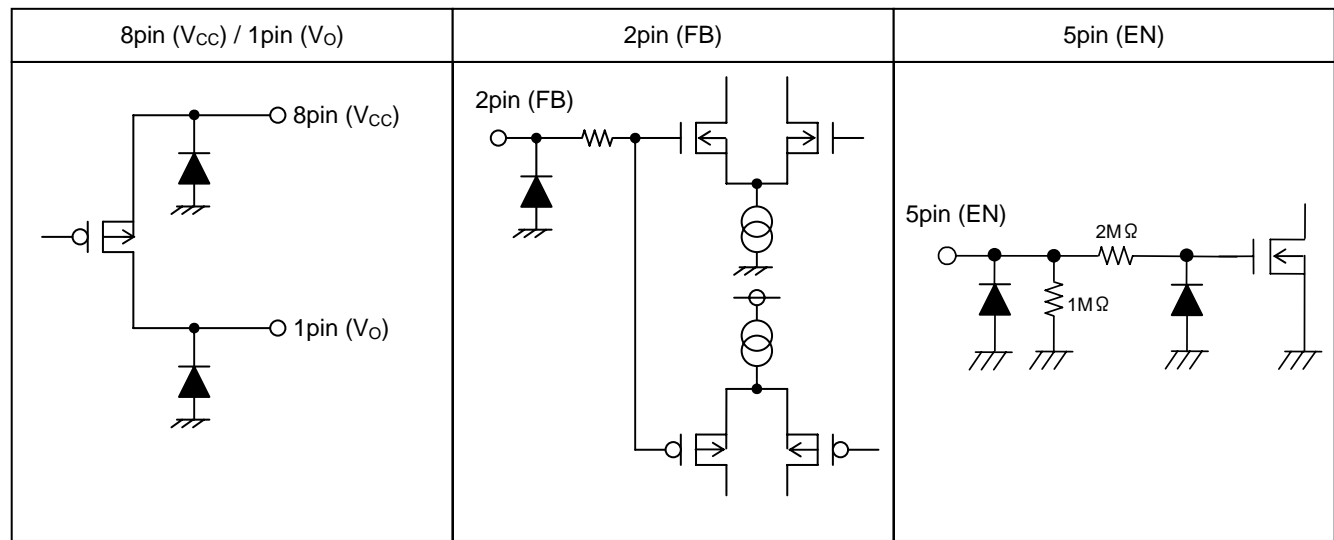 8pin (VCC) / 1pin (VO)
2pin (FB)
5pin (EN)
8pin (VCC)
1pin (VO)
2pin (FB)
5pin (EN)
2MΩ
1MΩ